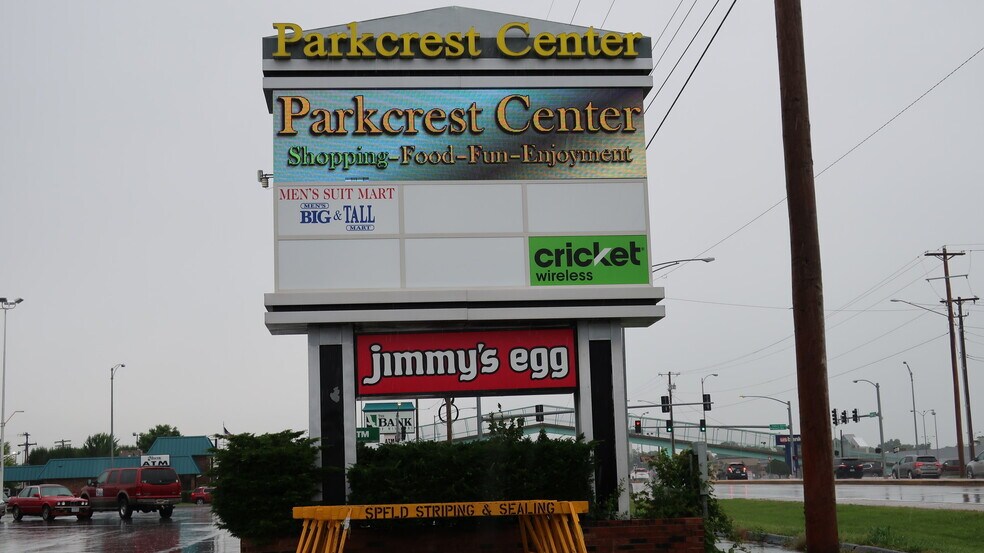 Parkcrest Center
Parkcrest Center
Shopping-Food-Fun-Enjoyment
MEN'S SUIT MART
MEN'S
BIG & TALL
MART
cricket
wireless
jimmy's egg
BANK
ATM
ATM
SPFLD STRIPING & SEALING